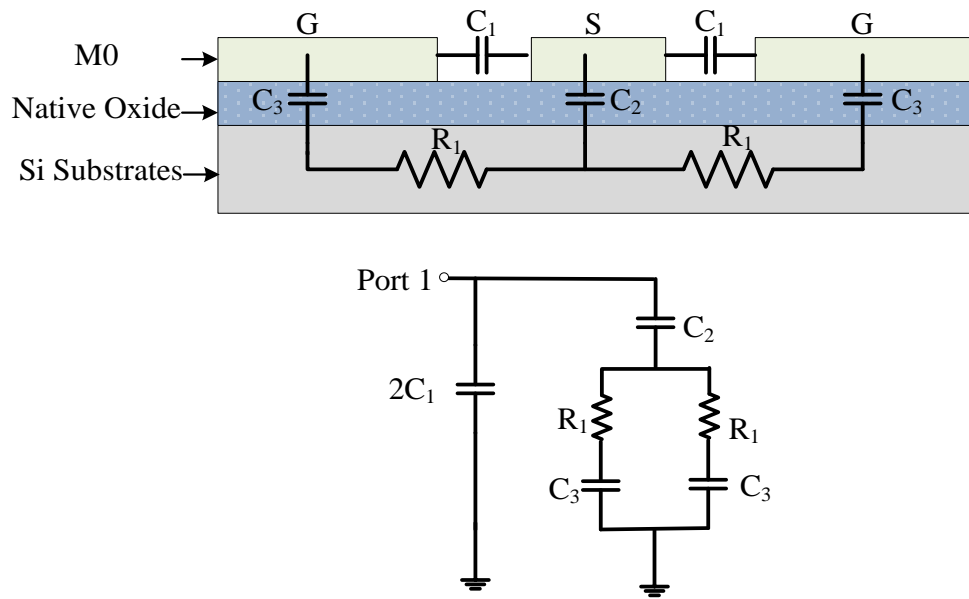 G C₁ S C₁ G
M0
Native Oxide C₃ C₂ C₃
R₁ R₁
Si Substrates
Port 1
C₂
2C₁
R₁ R₁
C₃ C₃